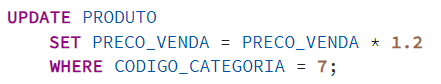 UPDATE PRODUTO
SET PRECO_VENDA = PRECO_VENDA * 1.2
WHERE CODIGO_CATEGORIA = 7;